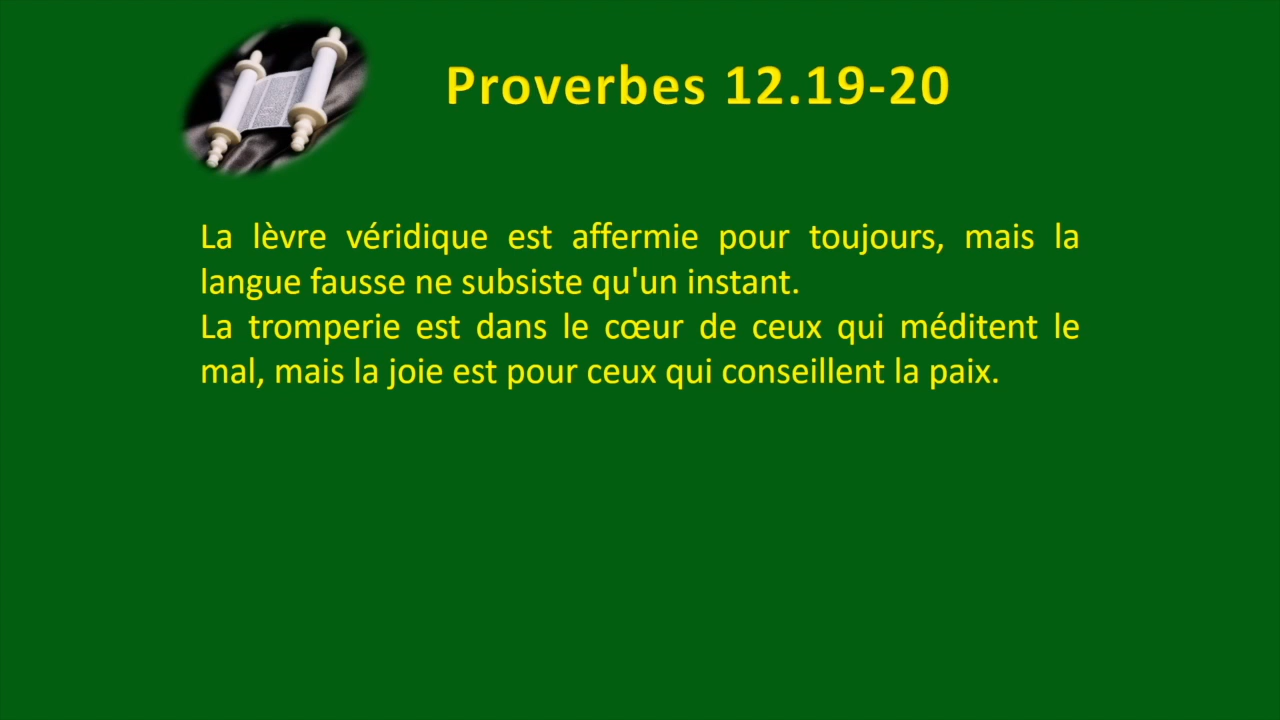 Proverbes 12.19-20
La lèvre véridique est affermie pour toujours, mais la
langue fausse ne subsiste qu'un instant.
La tromperie est dans le cœur de ceux qui méditent le
mal, mais la joie est pour ceux qui conseillent la paix.